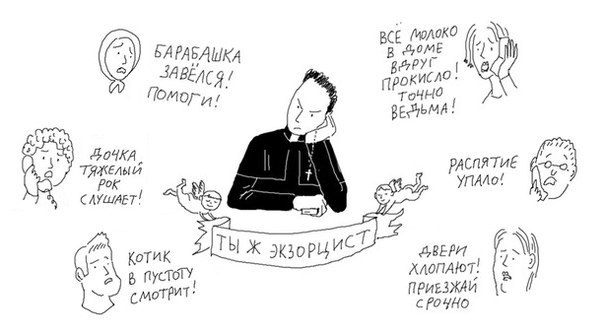 БАРАБАШКА
ЗАВЁЛСЯ!
ПОМОГИ!
ВСЁ МОЛОКО
В ДОМЕ
ВДРУГ
ПРОКИСЛО!
ТОЧНО
ВЕДЬМА!
ДОЧКА
ТЯЖЕЛЫЙ
РОК
СЛУШАЕТ!
РАСПЯТИЕ
УПАЛО!
ТЫ Ж ЭКЗОРЦИСТ
КОТИК
В ПУСТОТУ
СМОТРИТ!
ДВЕРИ
ХЛОПАЮТ!
ПРИЕЗЖАЙ
СРОЧНО